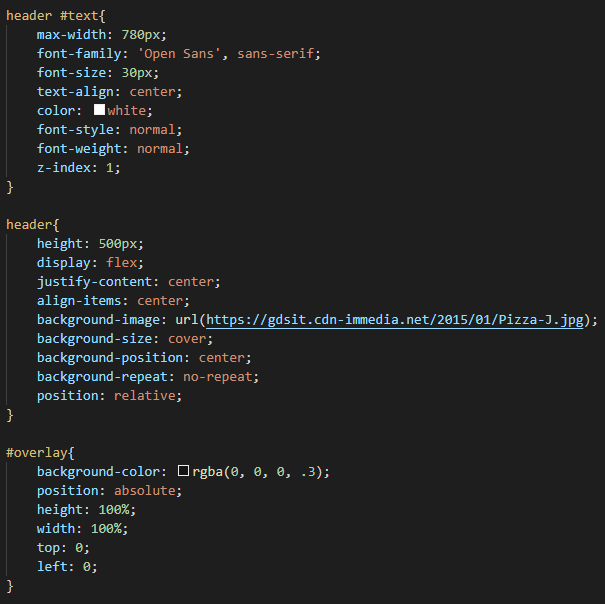 header #text{
    max-width: 780px;
    font-family: 'Open Sans', sans-serif;
    font-size: 30px;
    text-align: center;
    color: white;
    font-style: normal;
    font-weight: normal;
    z-index: 1;
}

header{
    height: 500px;
    display: flex;
    justify-content: center;
    align-items: center;
    background-image: url(https://gdsit.cdn-immedia.net/2015/01/Pizza-J.jpg);
    background-size: cover;
    background-position: center;
    background-repeat: no-repeat;
    position: relative;
}

#overlay{
    background-color: rgba(0, 0, 0, .3);
    position: absolute;
    height: 100%;
    width: 100%;
    top: 0;
    left: 0;
}